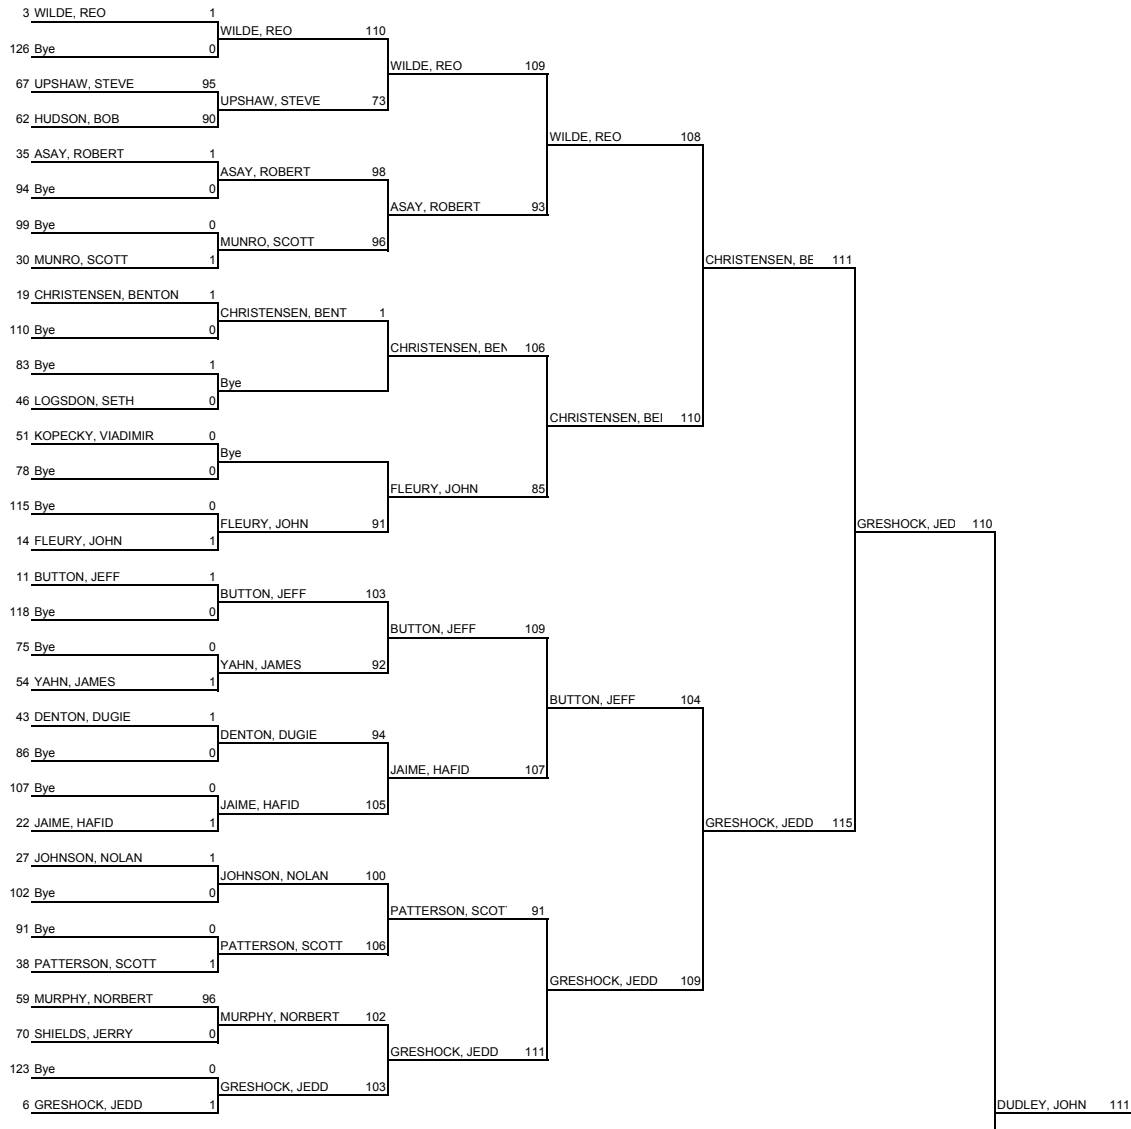 3 WILDE, REO 1
WILDE, REO 110
126 Bye 0
WILDE, REO 109
67 UPSHAW, STEVE 95
UPSHAW, STEVE 73
62 HUDSON, BOB 90
WILDE, REO 108
35 ASAY, ROBERT 1
ASAY, ROBERT 98
94 Bye 0
ASAY, ROBERT 93
99 Bye 0
MUNRO, SCOTT 96
30 MUNRO, SCOTT 1
CHRISTENSEN, BE 111
19 CHRISTENSEN, BENTON 1
CHRISTENSEN, BENT 1
110 Bye 0
CHRISTENSEN, BEN 106
83 Bye 1
Bye
46 LOGSDON, SETH 0
CHRISTENSEN, BEI 110
51 KOPECKY, VIADIMIR 0
Bye
78 Bye 0
FLEURY, JOHN 85
115 Bye 0
FLEURY, JOHN 91
GRESHOCK, JED 110
14 FLEURY, JOHN 1
11 BUTTON, JEFF 1
BUTTON, JEFF 103
118 Bye 0
BUTTON, JEFF 109
75 Bye 0
YAHN, JAMES 92
54 YAHN, JAMES 1
BUTTON, JEFF 104
43 DENTON, DUGIE 1
DENTON, DUGIE 94
86 Bye 0
JAIME, HAFID 107
107 Bye 0
JAIME, HAFID 105
22 JAIME, HAFID 1
GRESHOCK, JEDD 115
27 JOHNSON, NOLAN 1
JOHNSON, NOLAN 100
102 Bye 0
PATTERSON, SCOT 91
91 Bye 0
PATTERSON, SCOTT 106
38 PATTERSON, SCOTT 1
GRESHOCK, JEDD 109
59 MURPHY, NORBERT 96
MURPHY, NORBERT 102
70 SHIELDS, JERRY 0
GRESHOCK, JEDD 111
123 Bye 0
GRESHOCK, JEDD 103
6 GRESHOCK, JEDD 1
DUDLEY, JOHN 111